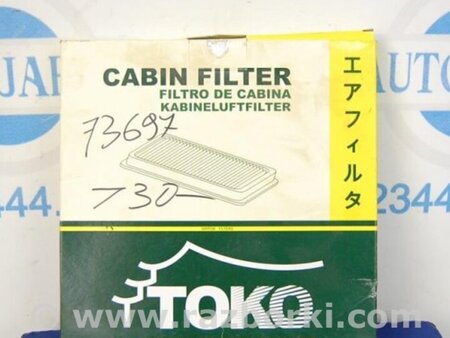 CABIN FILTER
FILTRO DE CABINA
KABINELUFTFILTER
エアフィルタ
73697
730
TOKO
www.razborki.com